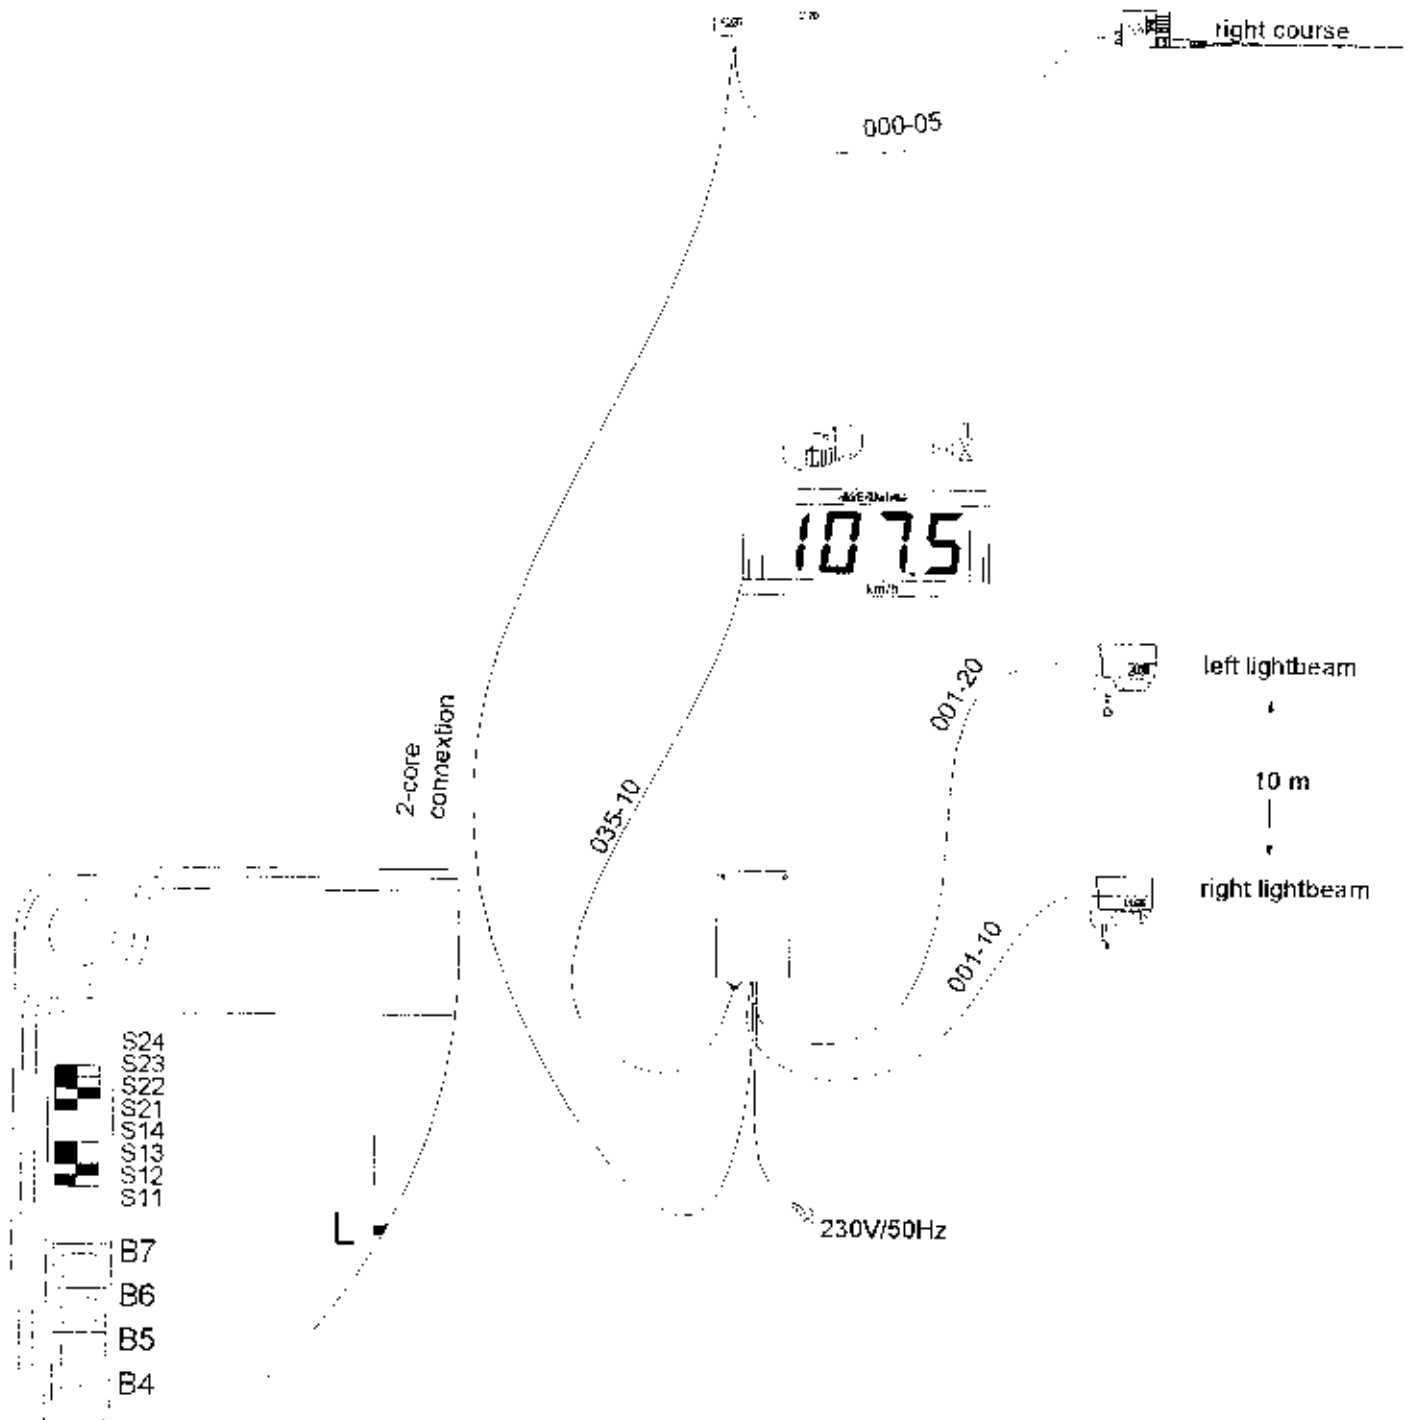 right course
000-05
107.5
km/h
left lightbeam
001-20
2-core
connextion
10 m
035-10
right lightbeam
001-10
S24
S23
S22
S21
S14
S13
S12
S11
L
230V/50Hz
B7
B6
B5
B4